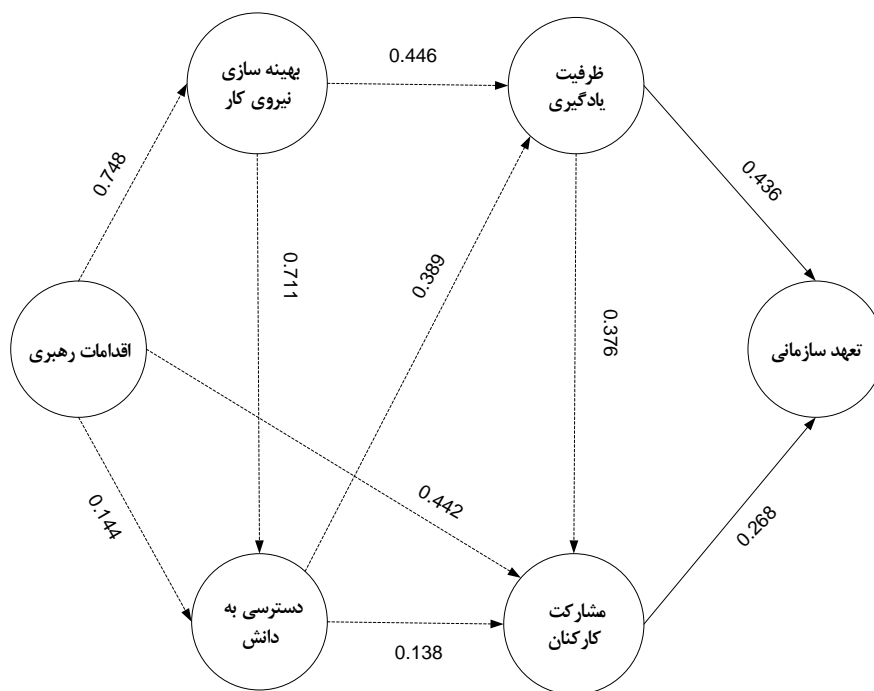 بهینه سازی
نیروی کار
0.446
ظرفیت
یادگیری
0.748
0.436
0.711
0.389
0.376
اقدامات رهبری
تعهد سازمانی
0.144
0.442
0.268
دسترسی به
دانش
0.138
مشارکت
کارکنان